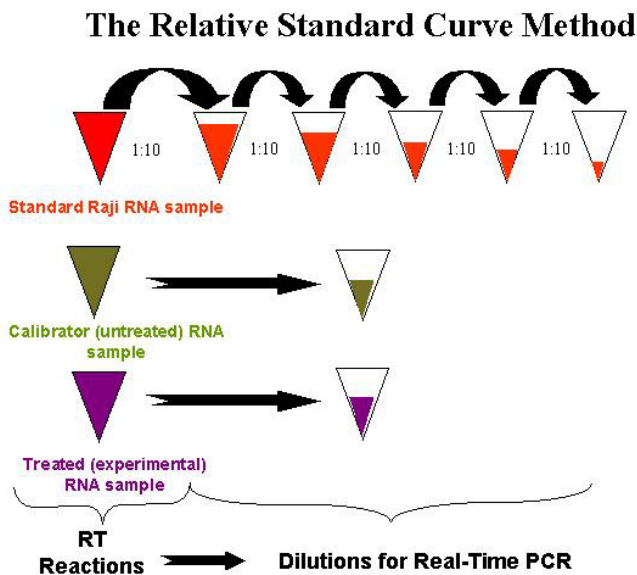 The Relative Standard Curve Method
1:10 1:10 1:10 1:10 1:10
Standard Raji RNA sample
Calibrator (untreated) RNA
sample
Treated (experimental)
RNA sample
RT
Reactions
Dilutions for Real-Time PCR